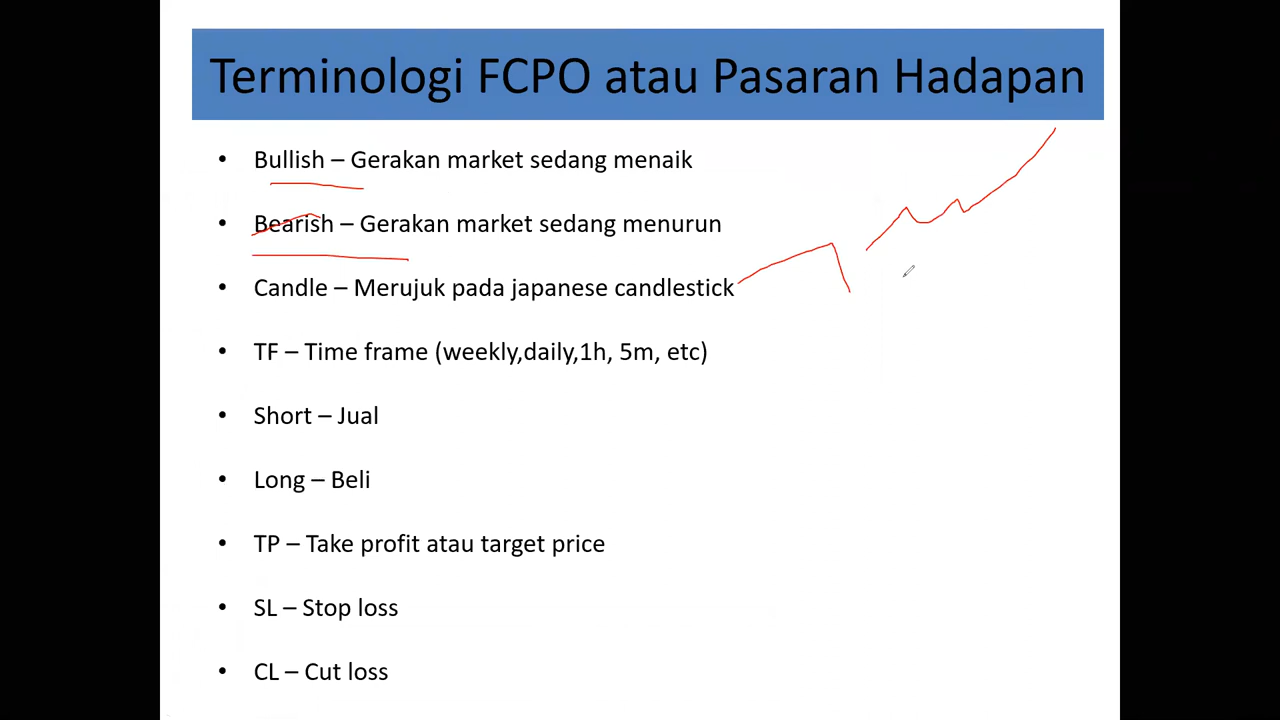 Terminologi FCPO atau Pasaran Hadapan
• Bullish – Gerakan market sedang menaik
• Bearish – Gerakan market sedang menurun
• Candle – Merujuk pada japanese candlestick
• TF – Time frame (weekly,daily,1h, 5m, etc)
• Short – Jual
• Long – Beli
• TP – Take profit atau target price
• SL – Stop loss
• CL – Cut loss